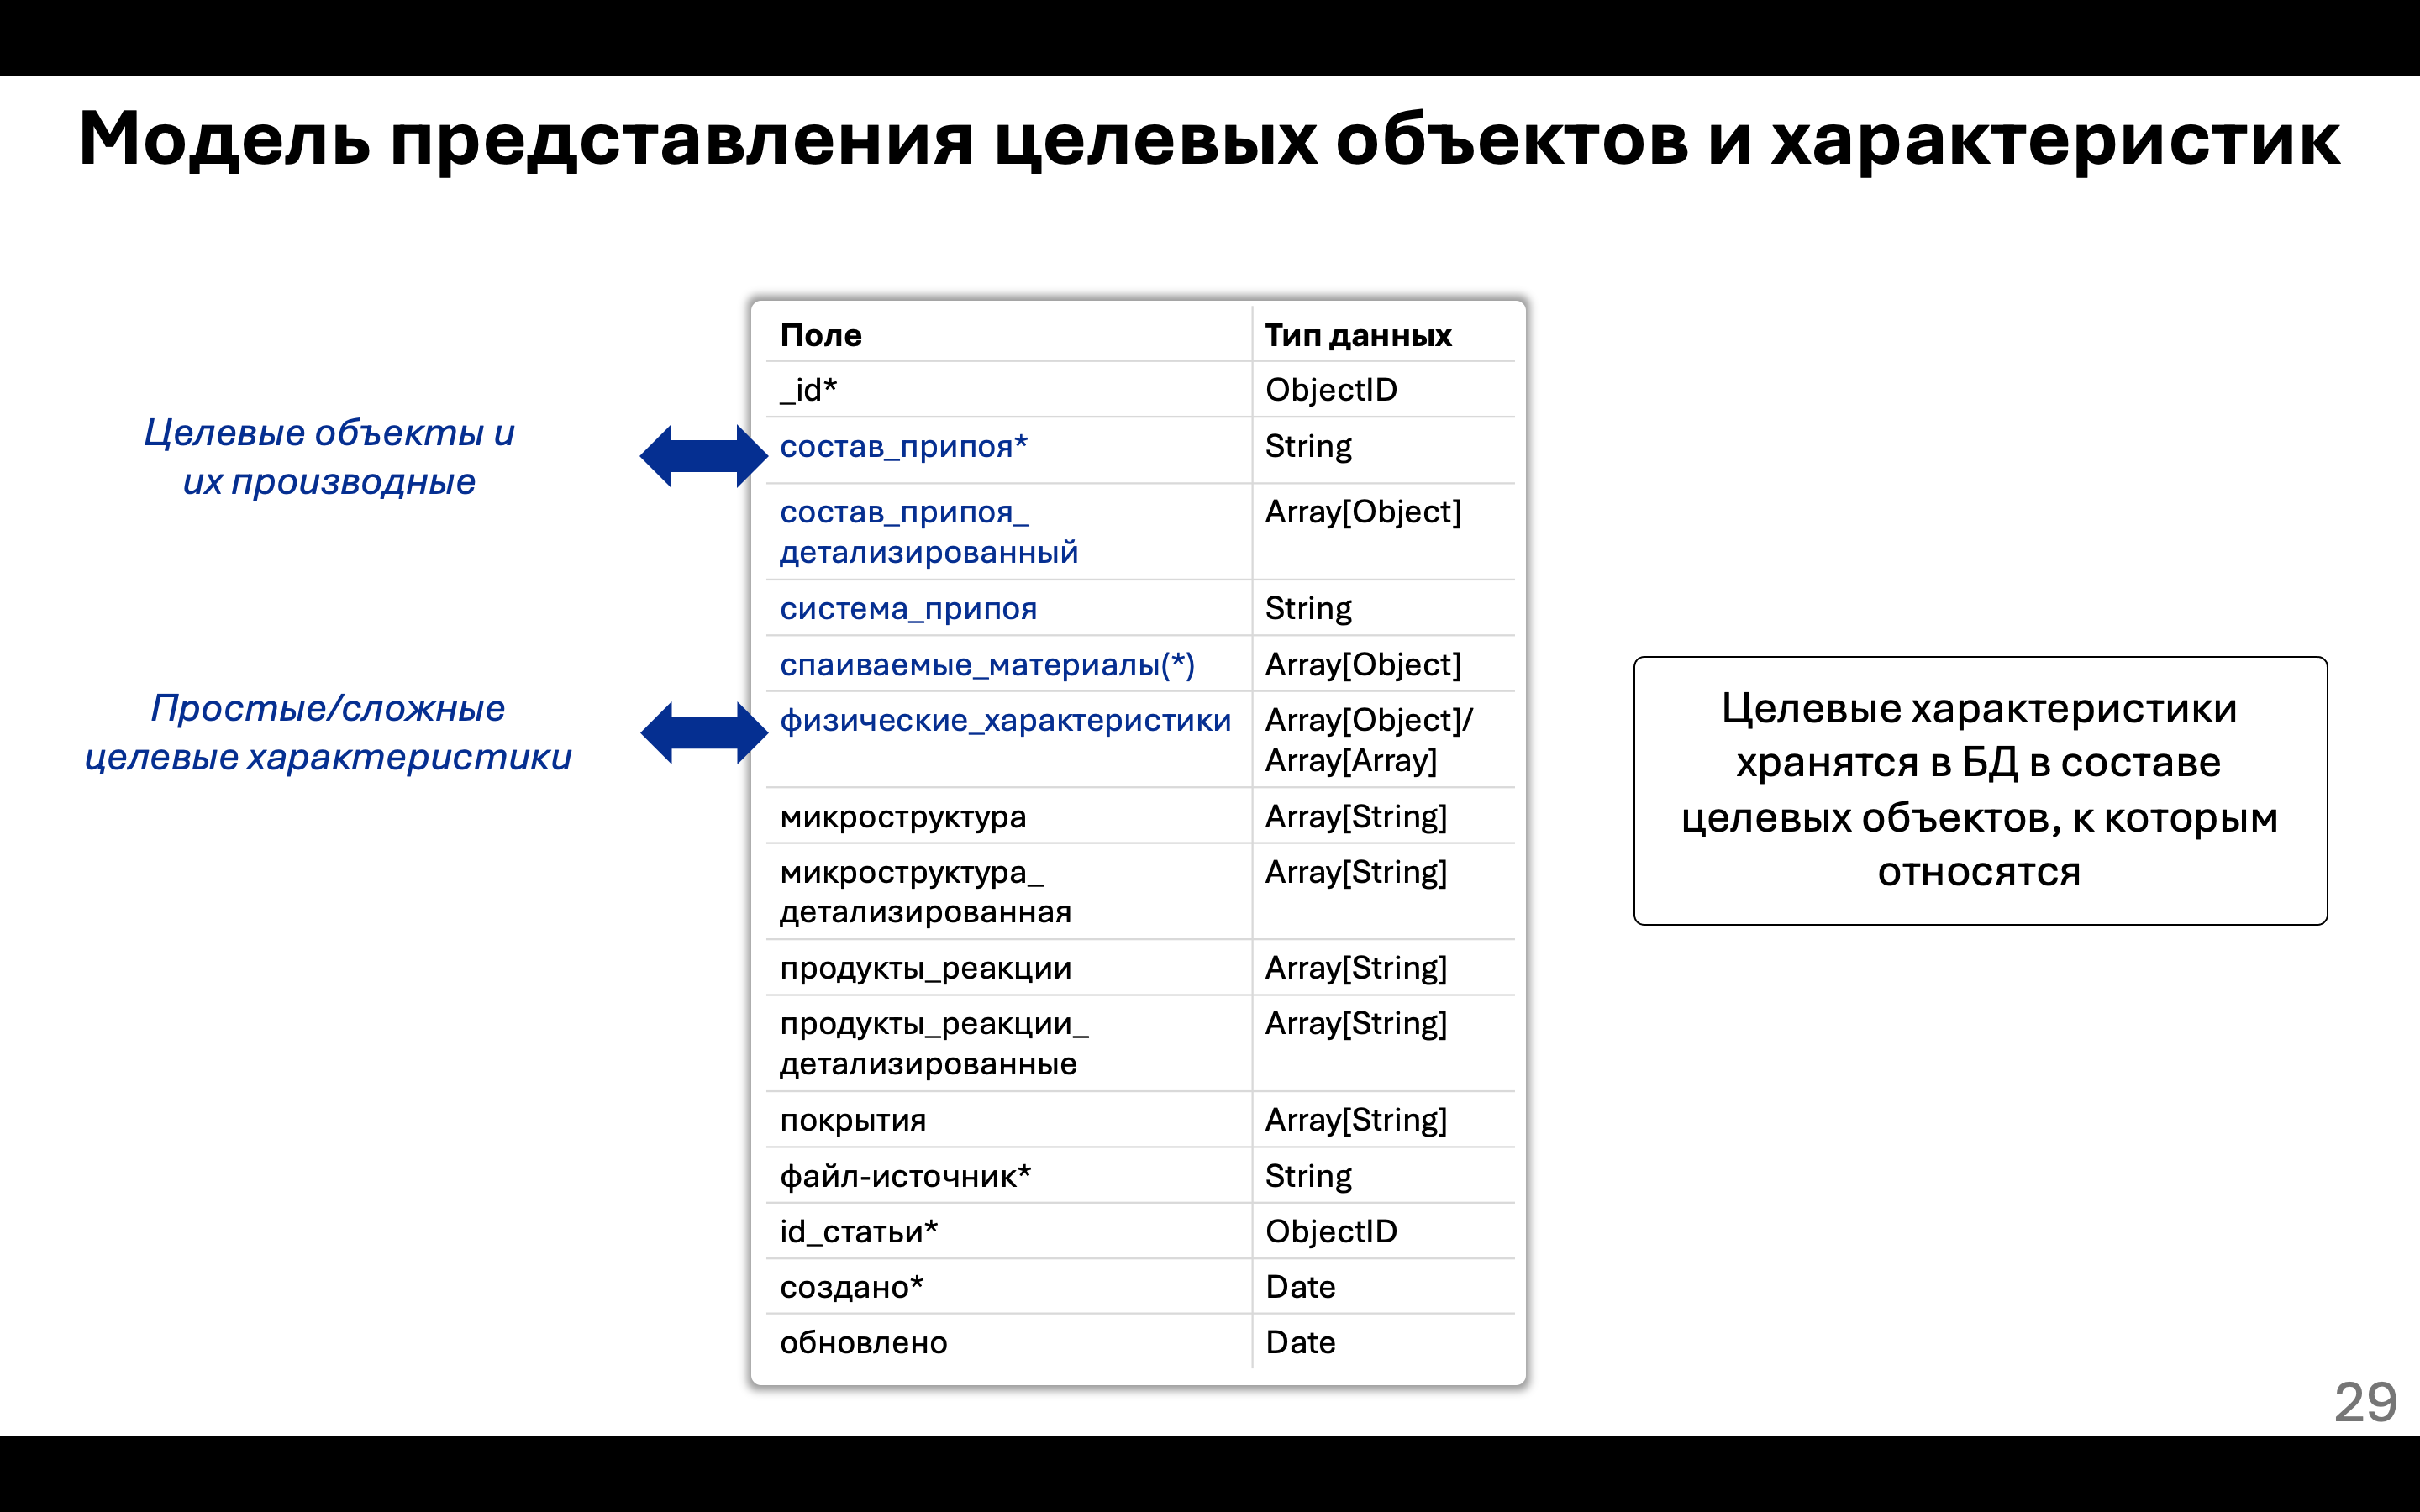 Модель представления целевых объектов и характеристик
Целевые объекты и
их производные
Простые/сложные
целевые характеристики
Поле Тип данных
_id* ObjectID
состав_припоя* String
состав_припоя_ Array[Object]
детализированный
система_припоя String
спаиваемые_материалы(*) Array[Object]
физические_характеристики Array[Object]/
Array[Array]
микроструктура Array[String]
микроструктура_ Array[String]
детализированная
продукты_реакции Array[String]
продукты_реакции_ Array[String]
детализированные
покрытия Array[String]
файл-источник* String
id_статьи* ObjectID
создано* Date
обновлено Date
Целевые характеристики
хранятся в БД в составе
целевых объектов, к которым
относятся
29